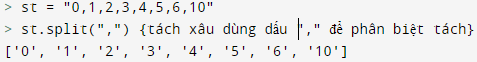 > st = "0,1,2,3,4,5,6,10"
> st.split(",") {tách xâu dùng dấu "," để phân biệt tách}
['0', '1', '2', '3', '4', '5', '6', '10']